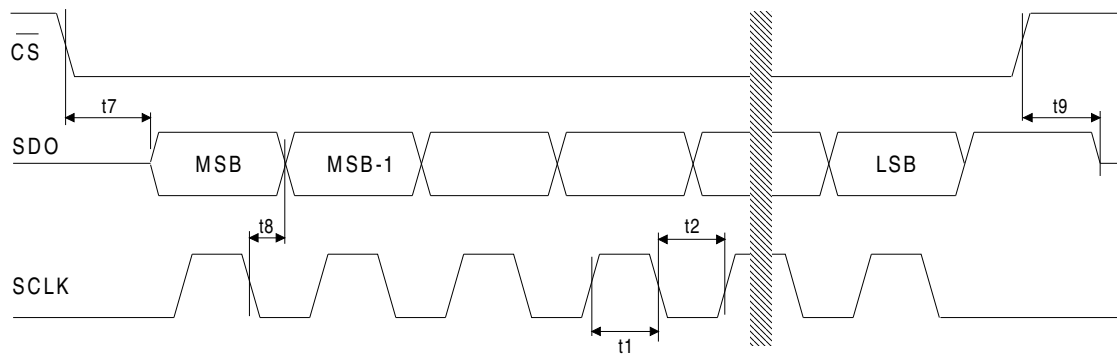 CS
t7
t9
SDO
MSB
MSB-1
LSB
t8
t2
SCLK
t1